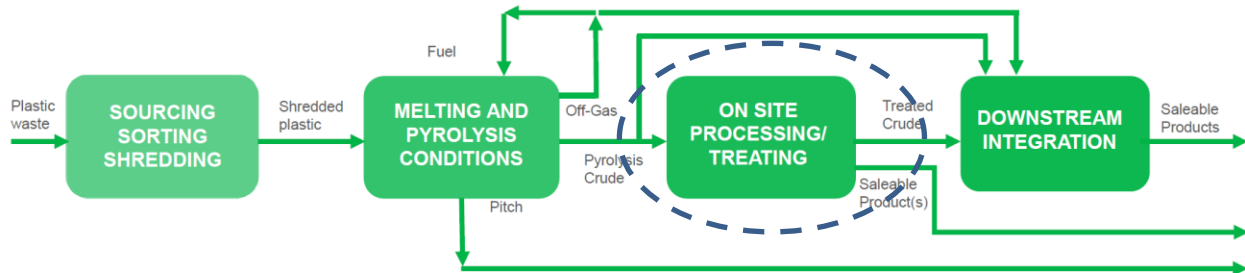 Fuel
Plastic
waste
SOURCING
SORTING
SHREDDING
Shredded
plastic
MELTING AND
PYROLYSIS
CONDITIONS
Off-Gas
Pyrolysis
Crude
Pitch
ON SITE
PROCESSING/
TREATING
Treated
Crude
Saleable
Product(s)
DOWNSTREAM
INTEGRATION
Saleable
Products